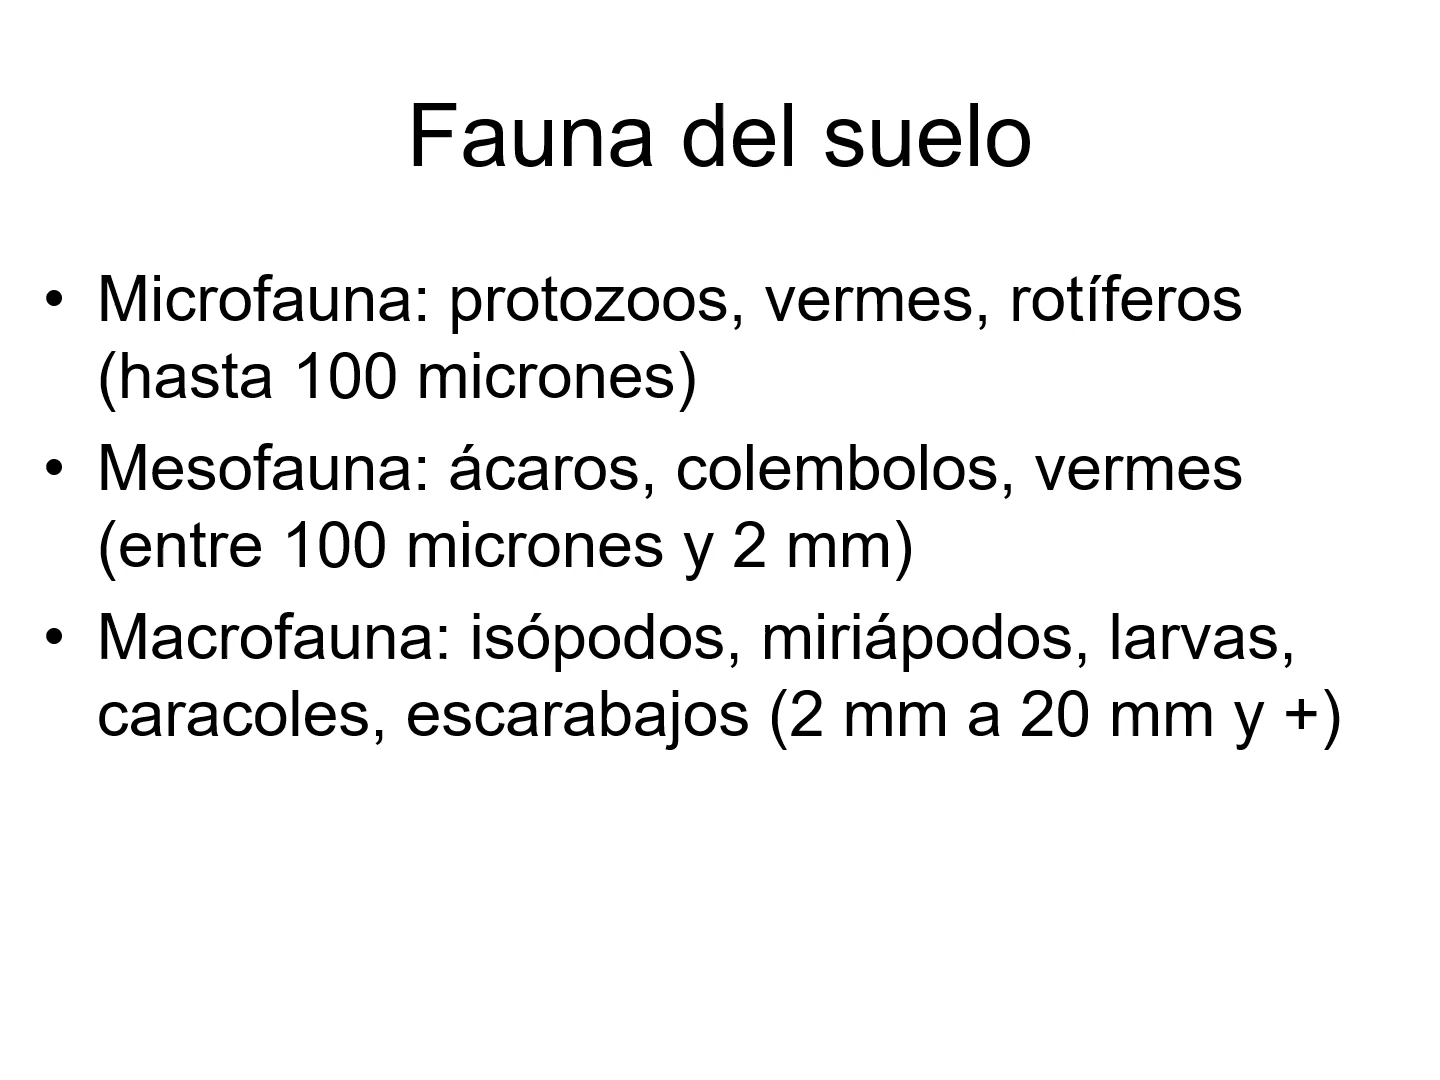 Fauna del suelo
• Microfauna: protozoos, vermes, rotíferos
(hasta 100 micrones)
• Mesofauna: ácaros, colembolos, vermes
(entre 100 micrones y 2 mm)
• Macrofauna: isópodos, miriápodos, larvas,
caracoles, escarabajos (2 mm a 20 mm y +)